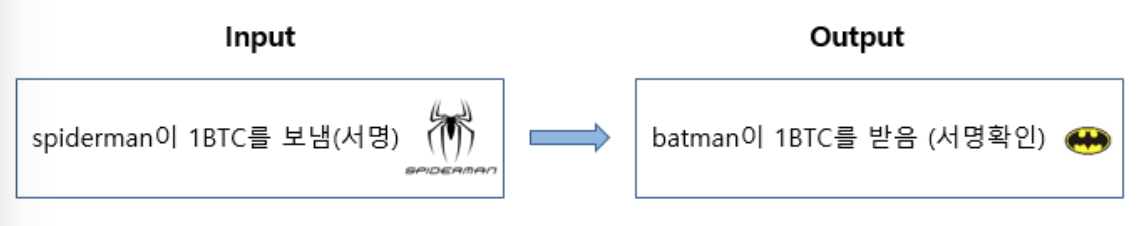 Input
Output
spiderman이 1BTC를 보냄(서명)
SPIDERMAN
batman이 1BTC를 받음 (서명확인)